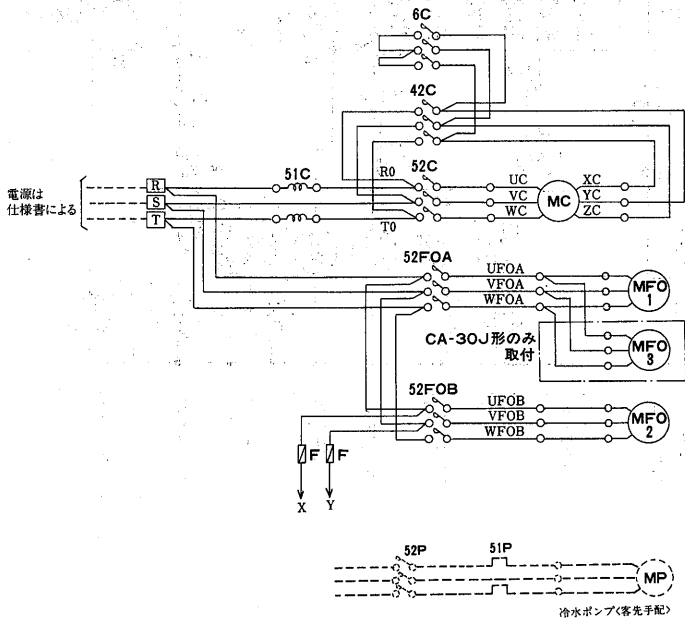 6C
42C
51C
R0
52C
UC
XC
VC
MC
YC
WC
ZC
T0
電源は
仕様書による
R
S
T
52FOA
UFOA
VFOA
WFOA
MFO
1
CA-30J形のみ
取付
MFO
3
52FOB
UFOB
VFOB
WFOB
MFO
2
F
F
X
Y
52P
51P
MP
冷水ポンプ<客先手配>